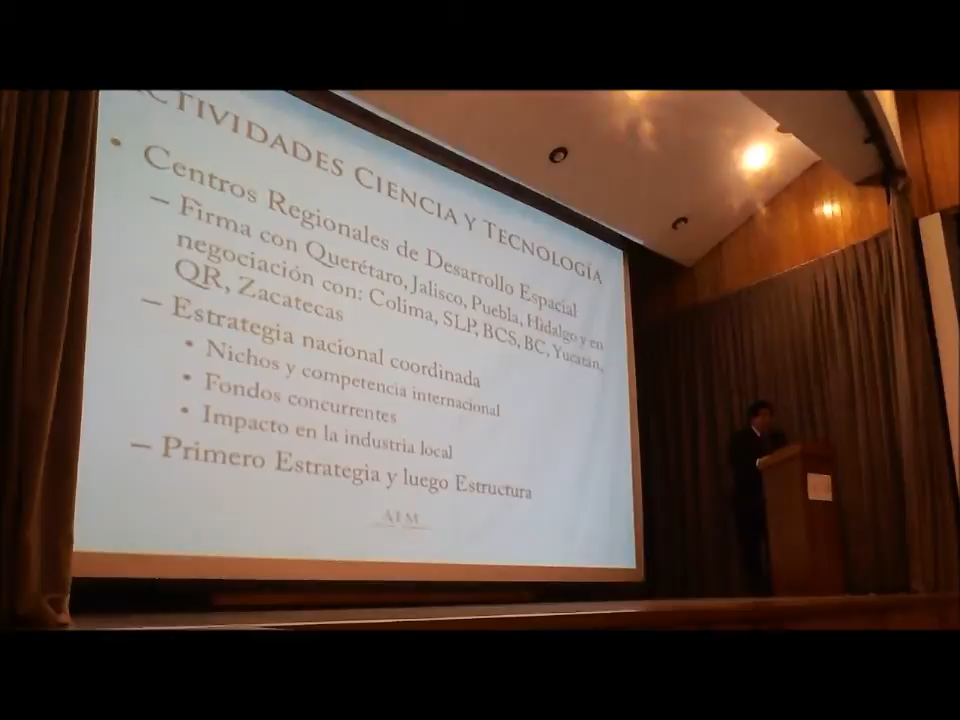 ACTIVIDADES CIENCIA Y TECNOLOGÍA
• Centros Regionales de Desarrollo Espacial
– Firma con Querétaro, Jalisco, Puebla, Hidalgo y en
negociación con: Colima, SLP, BCS, BC, Yucatán,
QR, Zacatecas
– Estrategia nacional coordinada
• Nichos y competencia internacional
• Fondos concurrentes
• Impacto en la industria local
– Primero Estrategia y luego Estructura
AEM